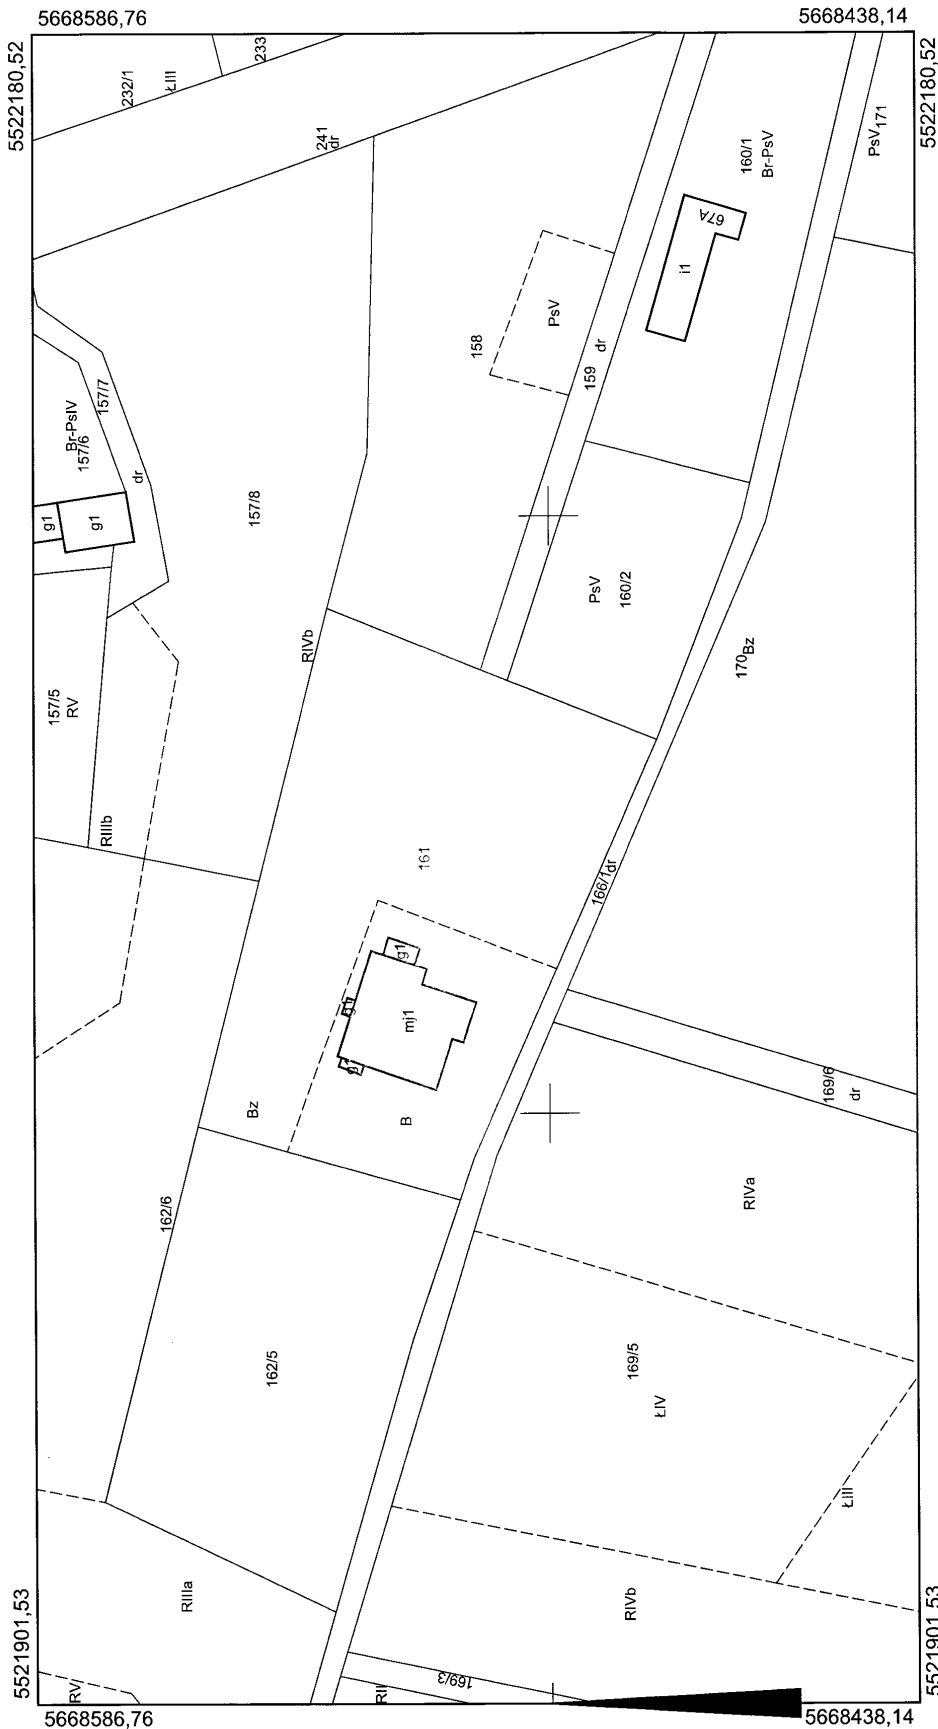 5668586,76
5668438,14
5522180,52
5522180,52
232/1
ŁIII
233
241
dr
160/1
Br-PsV
PsV
171
67A
i1
PsV
158
159
dr
157/7
Br-PsIV
157/6
dr
g1
g1
157/8
PsV
160/2
RIVb
170
Bz
157/5
RV
RIIIb
161
166/1
dr
g1
g1
mj1
g1
169/6
dr
Bz
B
RIVa
162/6
162/5
169/5
ŁIV
ŁIII
RIIIa
RIVb
169/3
RV
RII
5521901,53
5521901,53
5668586,76
5668438,14